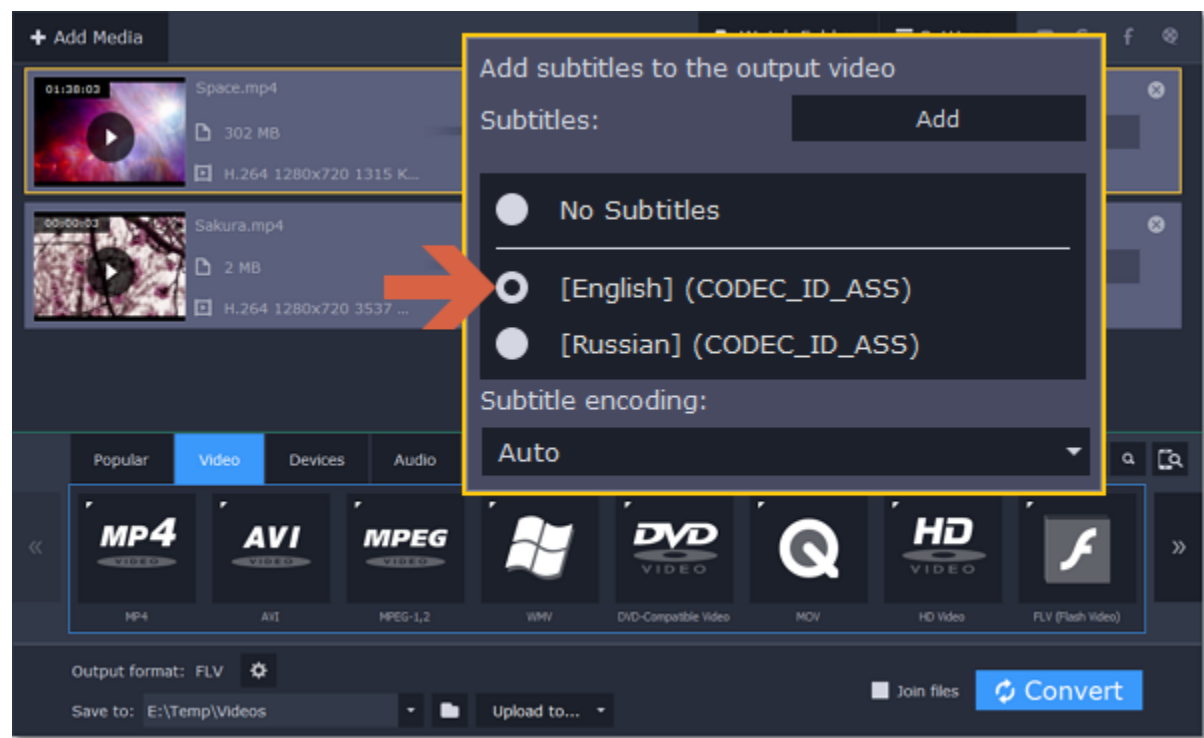 Add Media
01:38:03
Space.mp4
302 MB
H.264 1280x720 1315 K...
00:00:03
Sakura.mp4
2 MB
H.264 1280x720 3537 ...
Add subtitles to the output video
Subtitles:
Add
No Subtitles
[English] (CODEC_ID_ASS)
[Russian] (CODEC_ID_ASS)
Subtitle encoding:
Auto
Popular
Video
Devices
Audio
MP4 VIDEO
AVI VIDEO
MPEG VIDEO
DVD VIDEO
HD VIDEO
MP4
AVI
MPEG-1,2
WMV
DVD-Compatible Video
MOV
HD Video
FLV (Flash Video)
Output format: FLV
Join files
Convert
Save to: E:\Temp\Videos
Upload to...